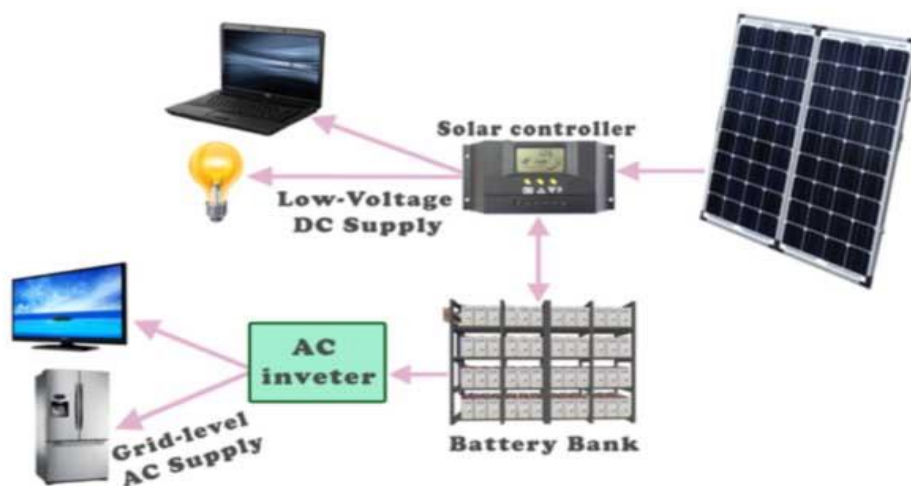 Solar controller
Low-Voltage
DC Supply
AC
inveter
Grid-level
AC Supply
Battery Bank